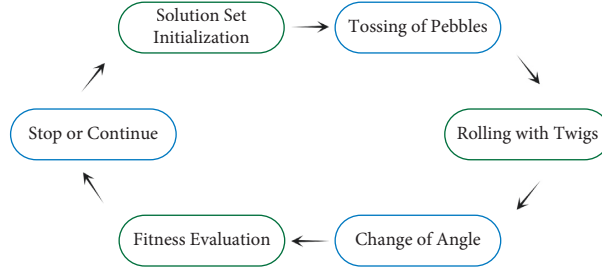 Solution Set
Initialization
Tossing of Pebbles
Rolling with Twigs
Change of Angle
Fitness Evaluation
Stop or Continue